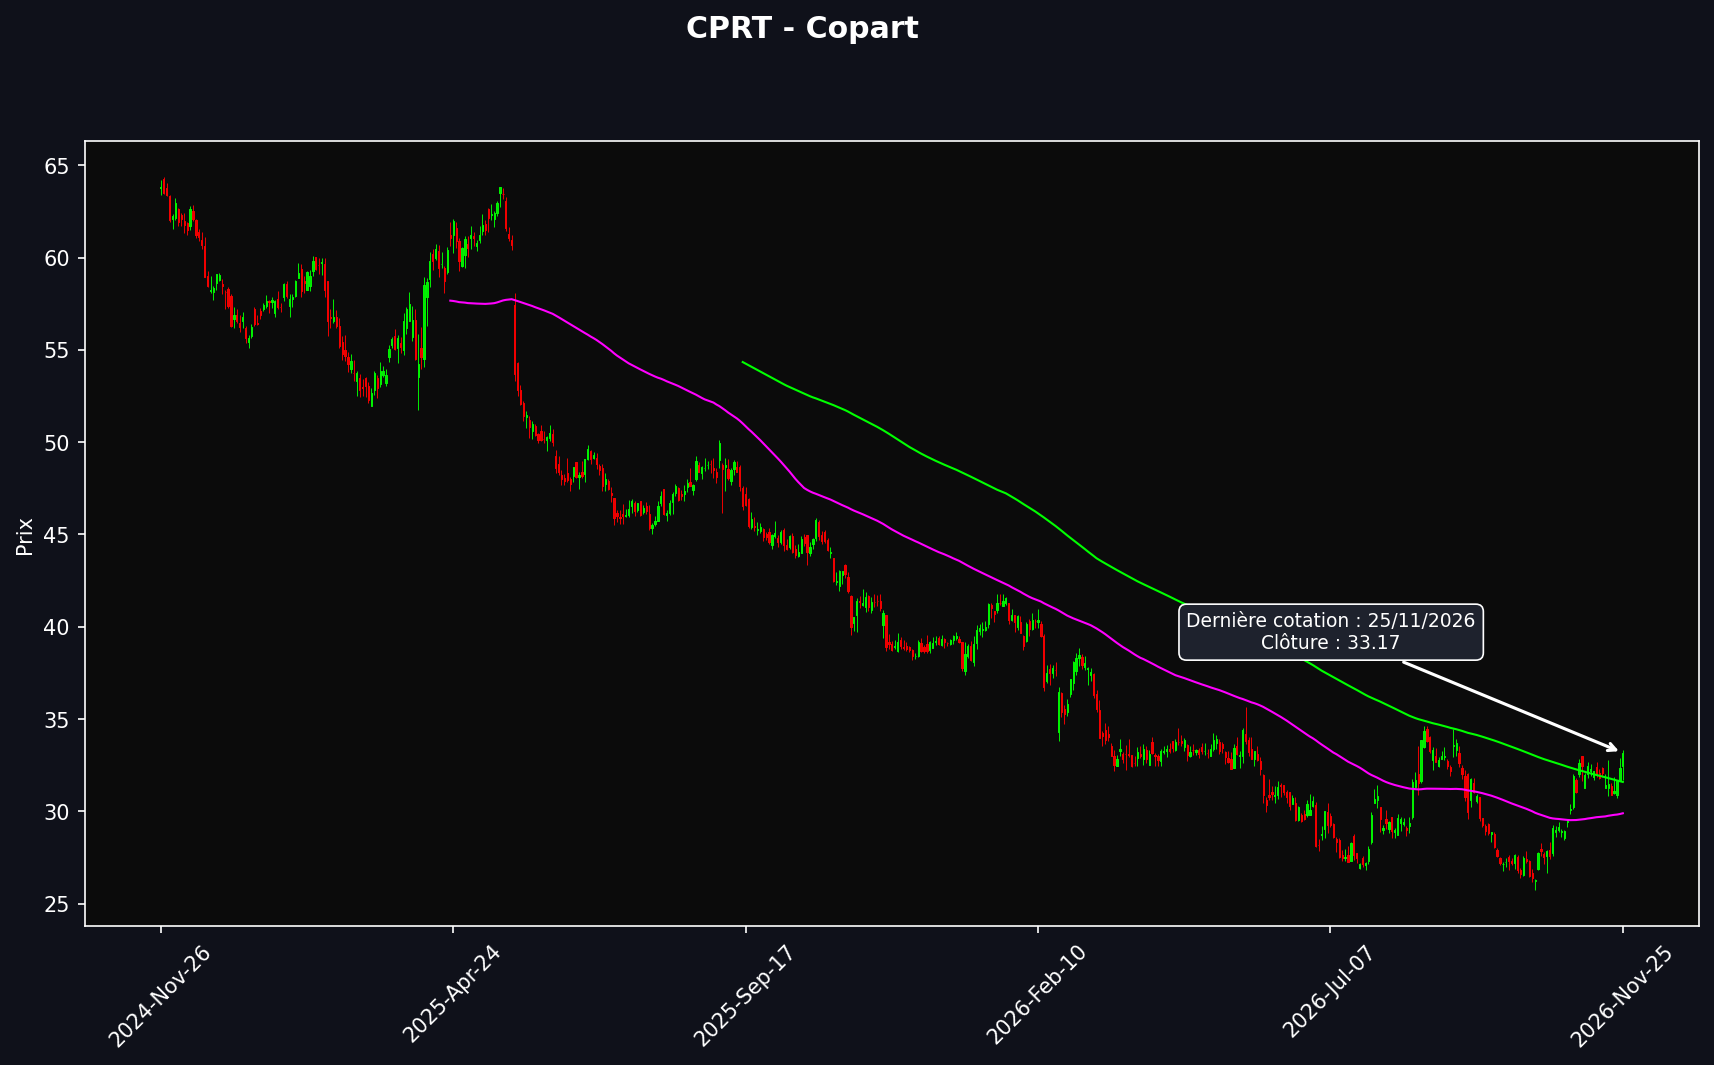 CPRT - Copart
65
60
55
50
45
40
35
30
25
Prix
Dernière cotation : 25/11/2026
Clôture : 33.17
2024-Nov-26
2025-Apr-24
2025-Sep-17
2026-Feb-10
2026-Jul-07
2026-Nov-25